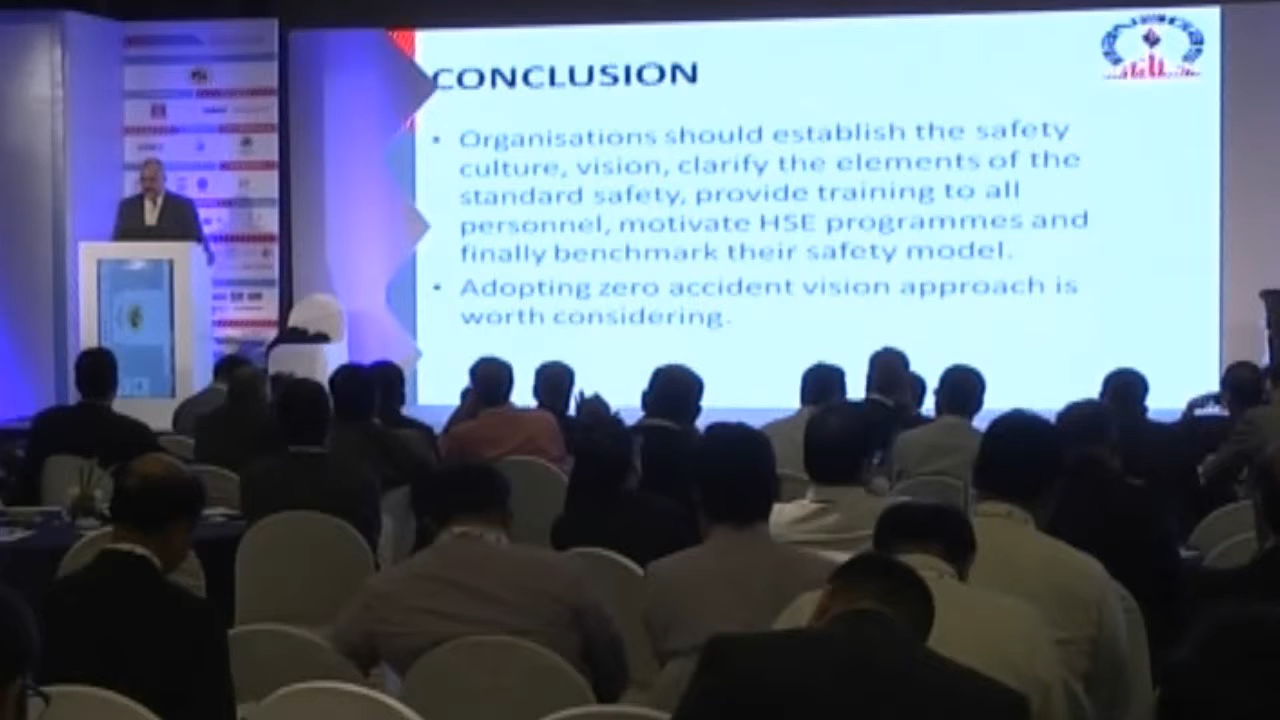 CONCLUSION
• Organisations should establish the safety
culture, vision, clarify the elements of the
standard safety, provide training to all
personnel, motivate HSE programmes and
finally benchmark their safety model.
• Adopting zero accident vision approach is
worth considering.